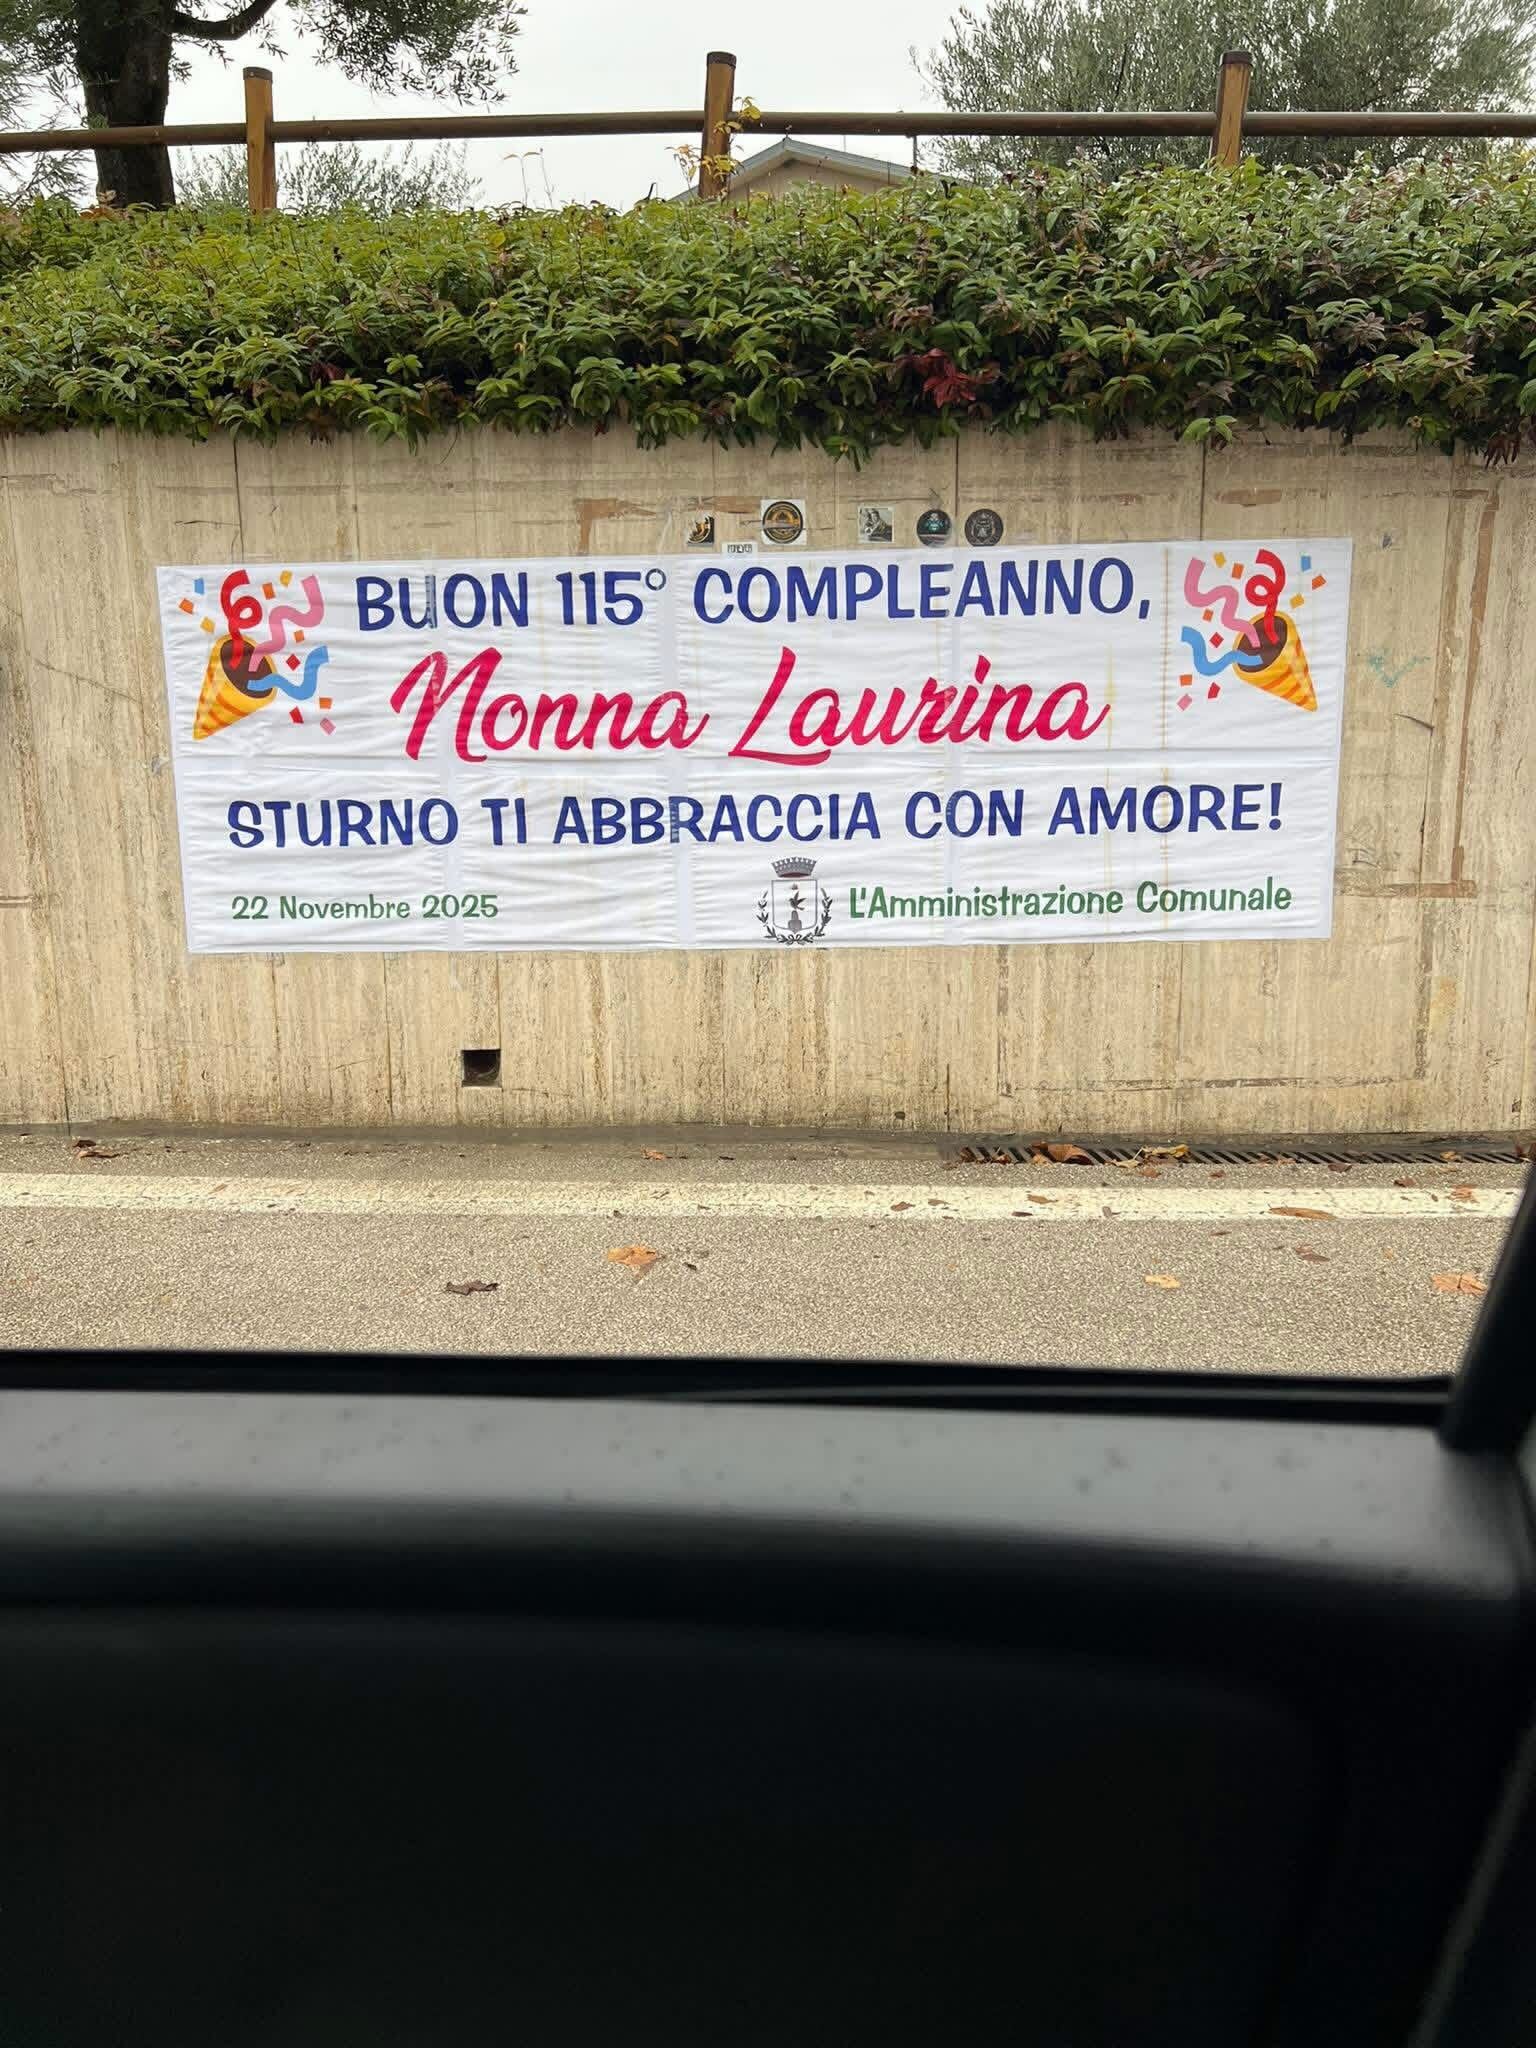 BUON 115° COMPLEANNO,
Nonna Laurina
STURNO TI ABBRACCIA CON AMORE!
22 Novembre 2025
L'Amministrazione Comunale